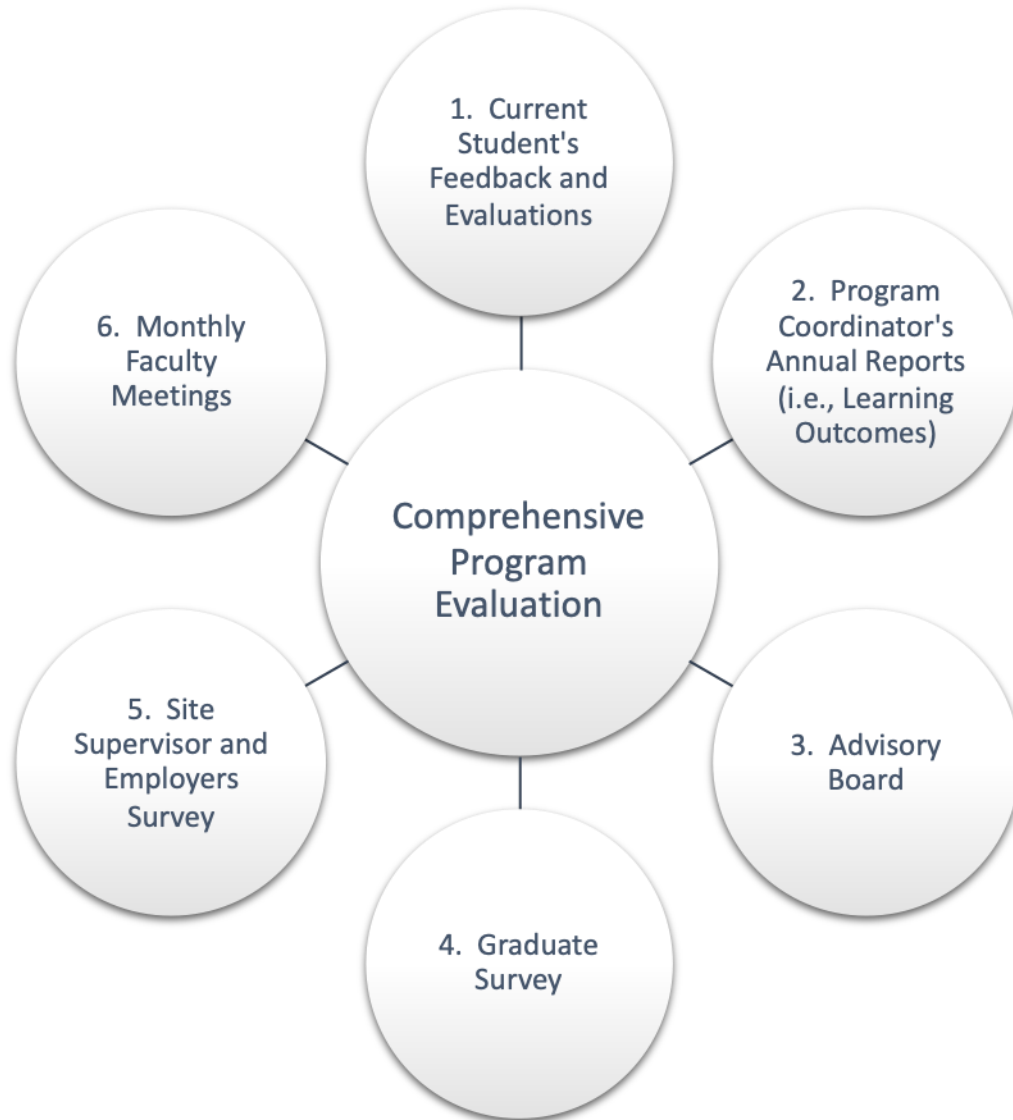 1. Current
Student's
Feedback and
Evaluations
2. Program
Coordinator's
Annual Reports
(i.e., Learning
Outcomes)
3. Advisory
Board
4. Graduate
Survey
5. Site
Supervisor and
Employers
Survey
6. Monthly
Faculty
Meetings
Comprehensive
Program
Evaluation